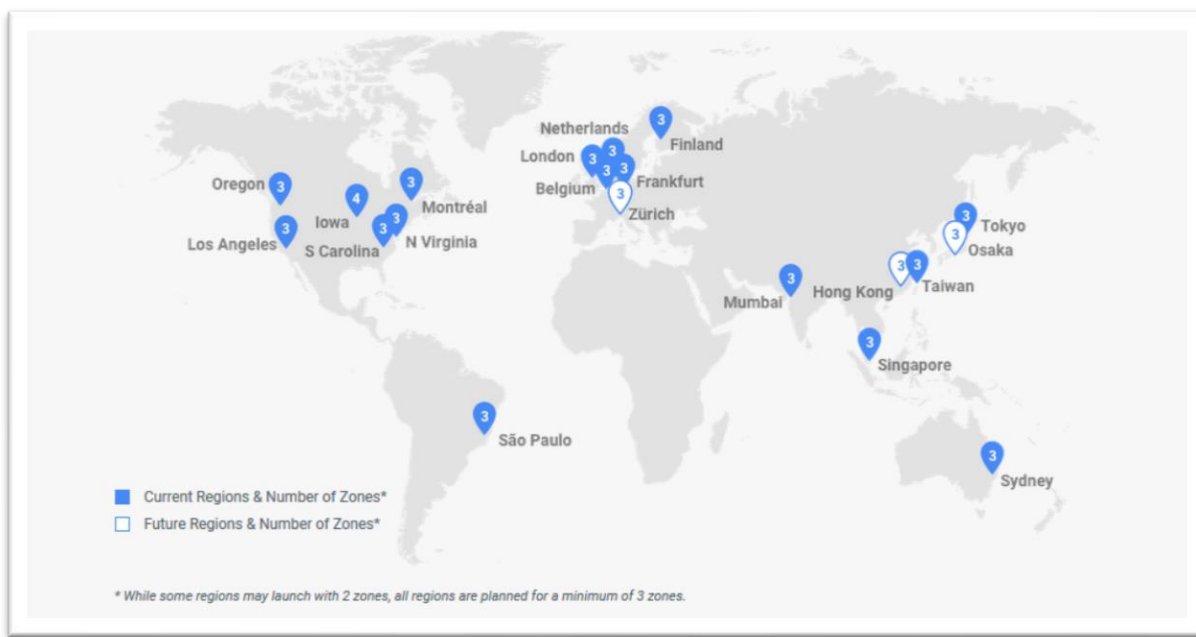 3
Netherlands
Finland
3
London
3
3
3
Belgium
Frankfurt
3
Zürich
Oregon
3
4
Iowa
3
Montréal
Los Angeles
3
S Carolina
3
3
N Virginia
3
Tokyo
3
Osaka
Mumbai
3
Hong Kong
3
3
Taiwan
3
Singapore
3
São Paulo
3
Sydney
Current Regions & Number of Zones*
Future Regions & Number of Zones*
* While some regions may launch with 2 zones, all regions are planned for a minimum of 3 zones.